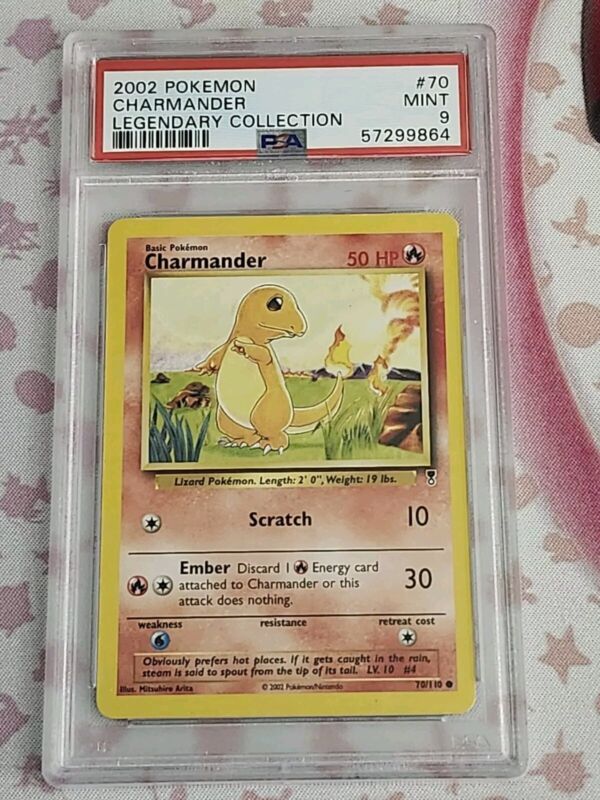 2002 POKEMON #70
CHARMANDER MINT
LEGENDARY COLLECTION 9
PSA 57299864
Basic Pokémon
Charmander 50 HP
Lizard Pokémon. Length: 2' 0", Weight: 19 lbs.
Scratch 10
Ember Discard 1 Energy card
attached to Charmander or this
attack does nothing.
30
weakness resistance retreat cost
Obviously prefers hot places. If it gets caught in the rain,
steam is said to spout from the tip of its tail. LV. 10 #4
Illus. Mitsuhiro Arita © 2002 Pokémon/Nintendo 70/110